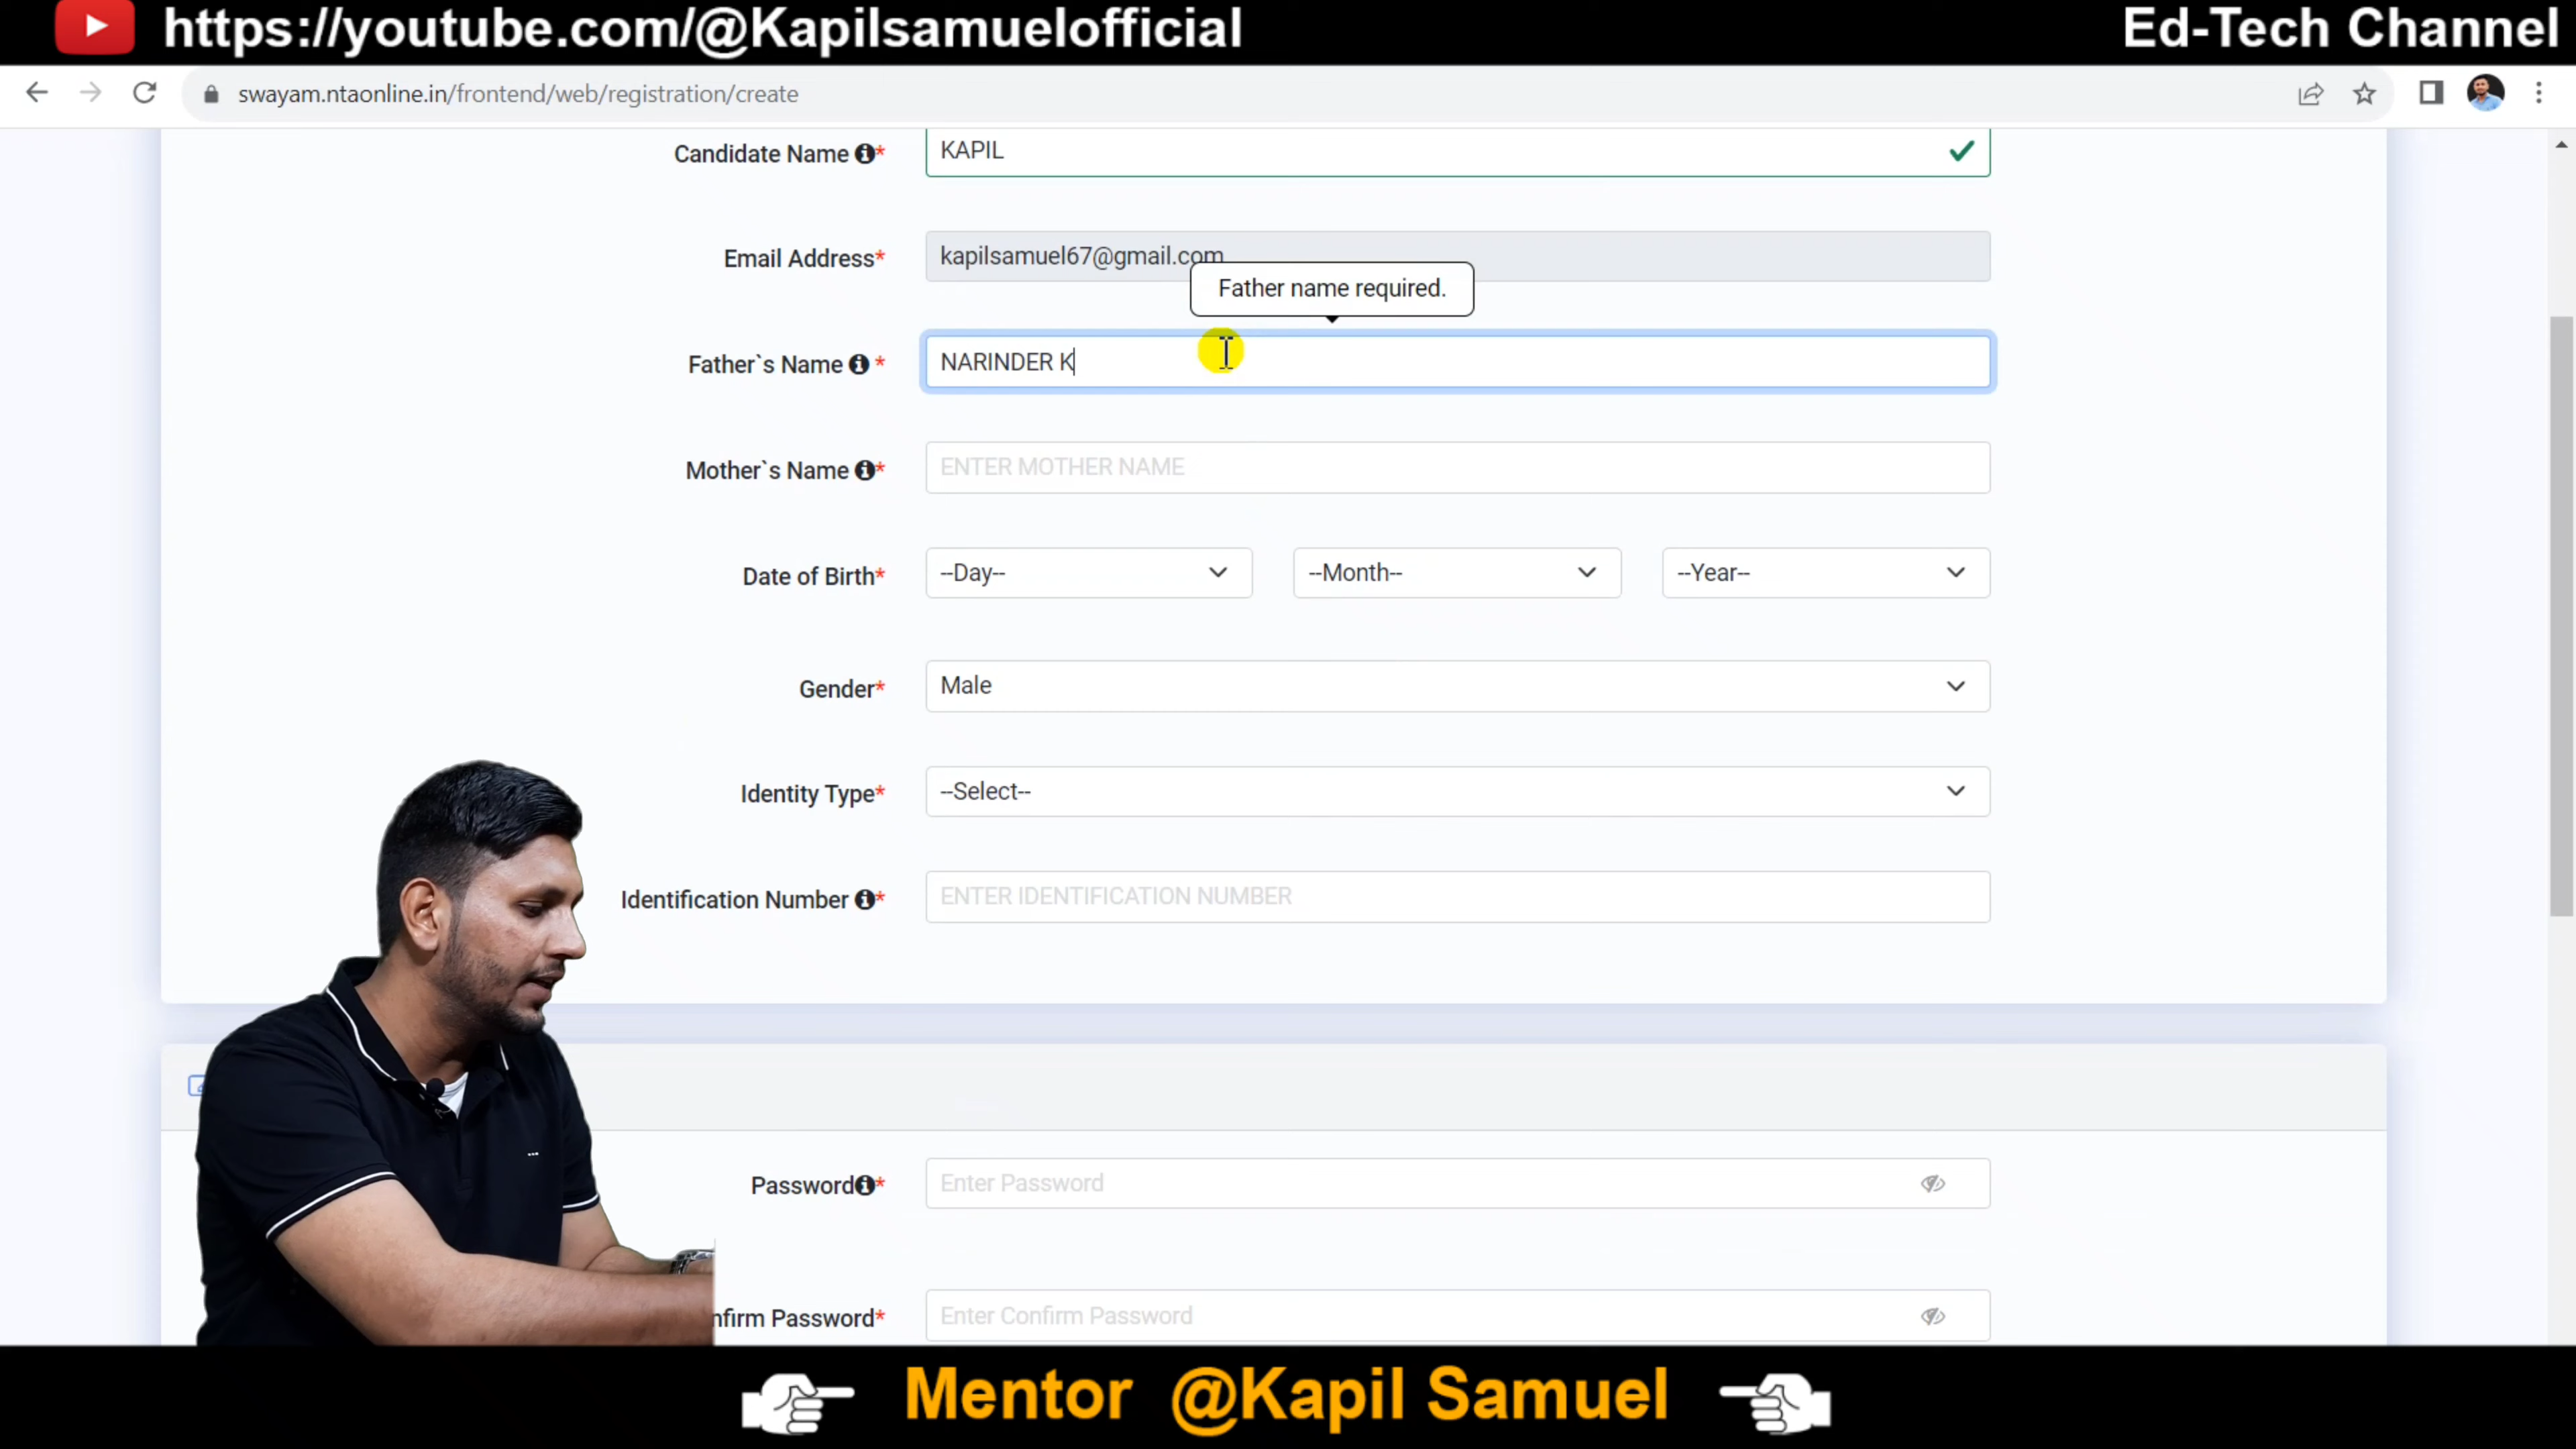 https://youtube.com/@Kapilsamuelofficial Ed-Tech Channel
swayam.ntaonline.in/frontend/web/registration/create
Candidate Name * KAPIL
Email Address* kapilsamuel67@gmail.com
Father name required.
Father`s Name * NARINDER K
Mother`s Name * ENTER MOTHER NAME
Date of Birth* --Day-- --Month-- --Year--
Gender* Male
Identity Type* --Select--
Identification Number * ENTER IDENTIFICATION NUMBER
Password * Enter Password
nfirm Password* Enter Confirm Password
Mentor @Kapil Samuel